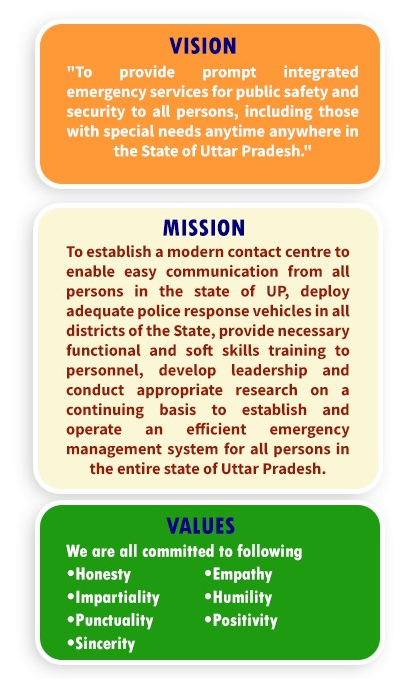 VISION
"To provide prompt integrated
emergency services for public safety and
security to all persons, including those
with special needs anytime anywhere in
the State of Uttar Pradesh."
MISSION
To establish a modern contact centre to
enable easy communication from all
persons in the state of UP, deploy
adequate police response vehicles in all
districts of the State, provide necessary
functional and soft skills training to
personnel, develop leadership and
conduct appropriate research on a
continuing basis to establish and
operate an efficient emergency
management system for all persons in
the entire state of Uttar Pradesh.
VALUES
We are all committed to following
•Honesty •Empathy
•Impartiality •Humility
•Punctuality •Positivity
•Sincerity